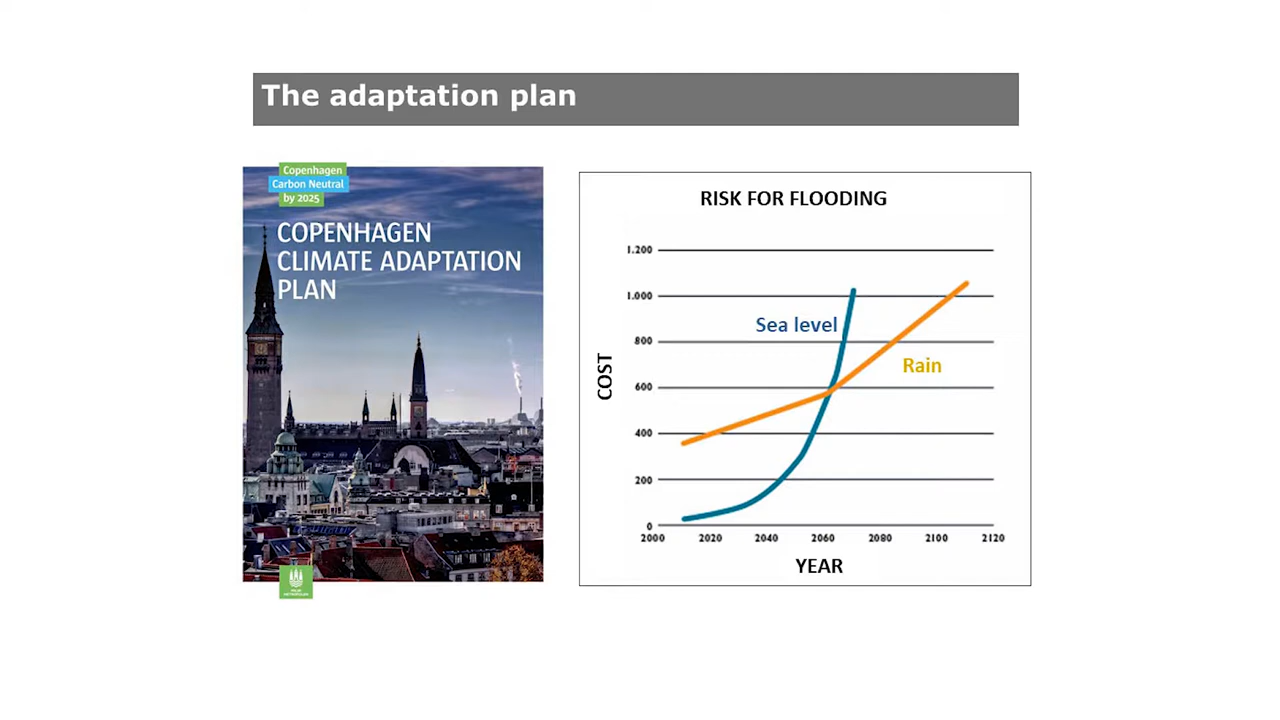 The adaptation plan
Copenhagen
Carbon Neutral
by 2025
COPENHAGEN
CLIMATE ADAPTATION
PLAN
RISK FOR FLOODING
1.200
1.000
800
600
400
200
0
Sea level
Rain
COST
2000 2020 2040 2060 2080 2100 2120
YEAR